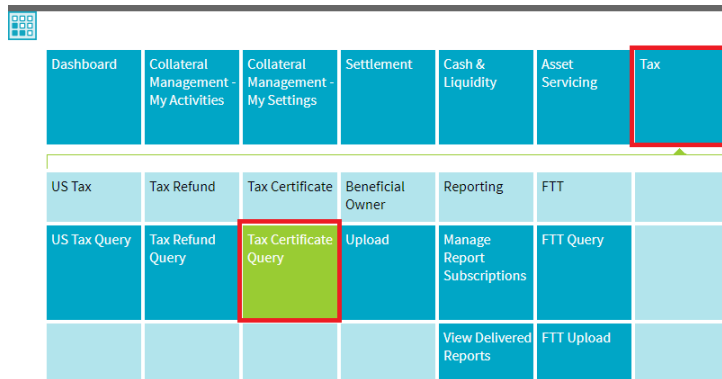 Dashboard
Collateral
Management -
My Activities
Collateral
Management -
My Settings
Settlement
Cash &
Liquidity
Asset
Servicing
Tax
US Tax
Tax Refund
Tax Certificate
Beneficial
Owner
Reporting
FTT
US Tax Query
Tax Refund
Query
Tax Certificate
Query
Upload
Manage
Report
Subscriptions
FTT Query
View Delivered
Reports
FTT Upload